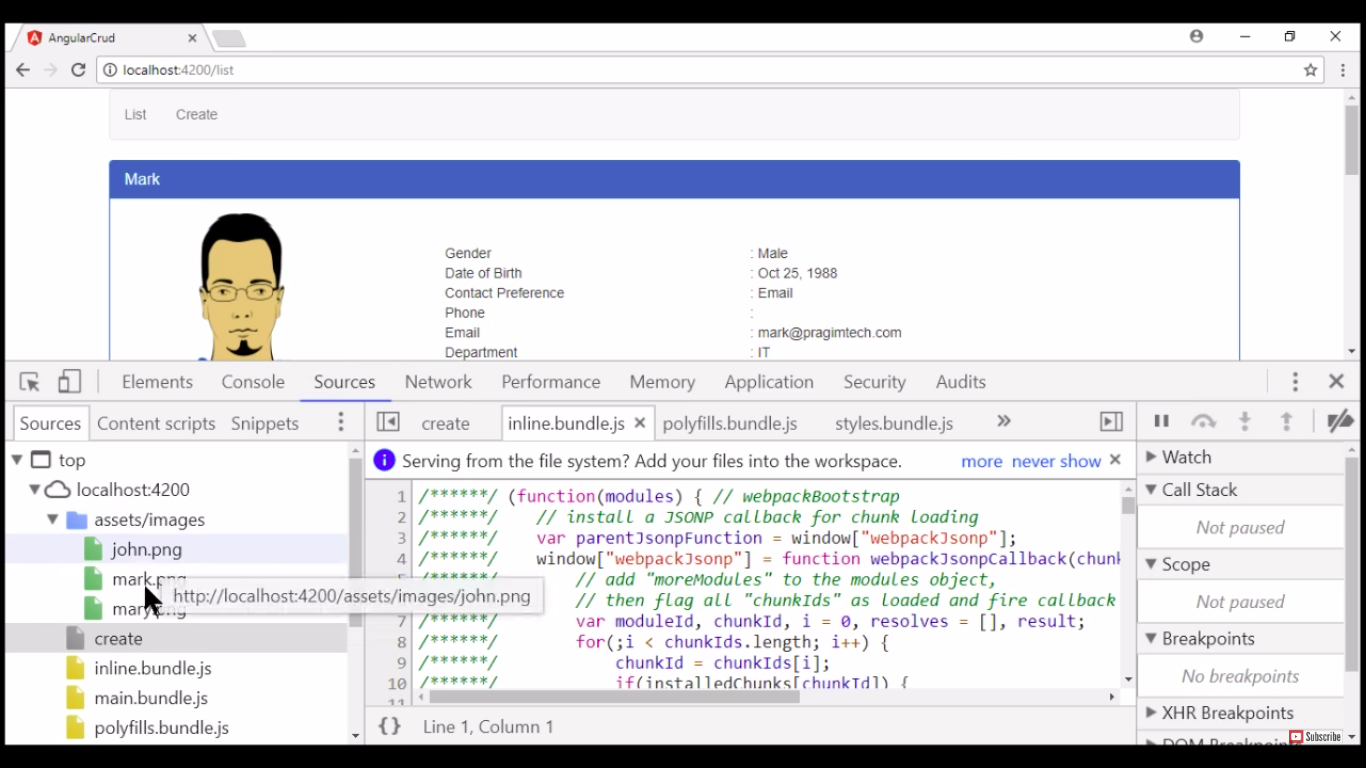 AngularCrud
localhost:4200/list
List Create
Mark
Gender : Male
Date of Birth : Oct 25, 1988
Contact Preference : Email
Phone :
Email : mark@pragimtech.com
Department : IT
Elements Console Sources Network Performance Memory Application Security Audits
Sources Content scripts Snippets
create inline.bundle.js polyfills.bundle.js styles.bundle.js »
top
localhost:4200
assets/images
john.png
mark.png
http://localhost:4200/assets/images/john.png
mary.png
create
inline.bundle.js
main.bundle.js
polyfills.bundle.js
Serving from the file system? Add your files into the workspace. more never show
1 /******/ (function(modules) { // webpackBootstrap
2 /******/ // install a JSONP callback for chunk loading
3 /******/ var parentJsonpFunction = window["webpackJsonp"];
4 /******/ window["webpackJsonp"] = function webpackJsonpCallback(chunk
// add "moreModules" to the modules object,
// then flag all "chunkIds" as loaded and fire callback
7 /******/ var moduleId, chunkId, i = 0, resolves = [], result;
8 /******/ for(;i < chunkIds.length; i++) {
9 /******/ chunkId = chunkIds[i];
10 /******/ if(installedChunks[chunkId]) {
11
{} Line 1, Column 1
Watch
Call Stack
Not paused
Scope
Not paused
Breakpoints
No breakpoints
XHR Breakpoints
DOM Breakpoints
Subscribe